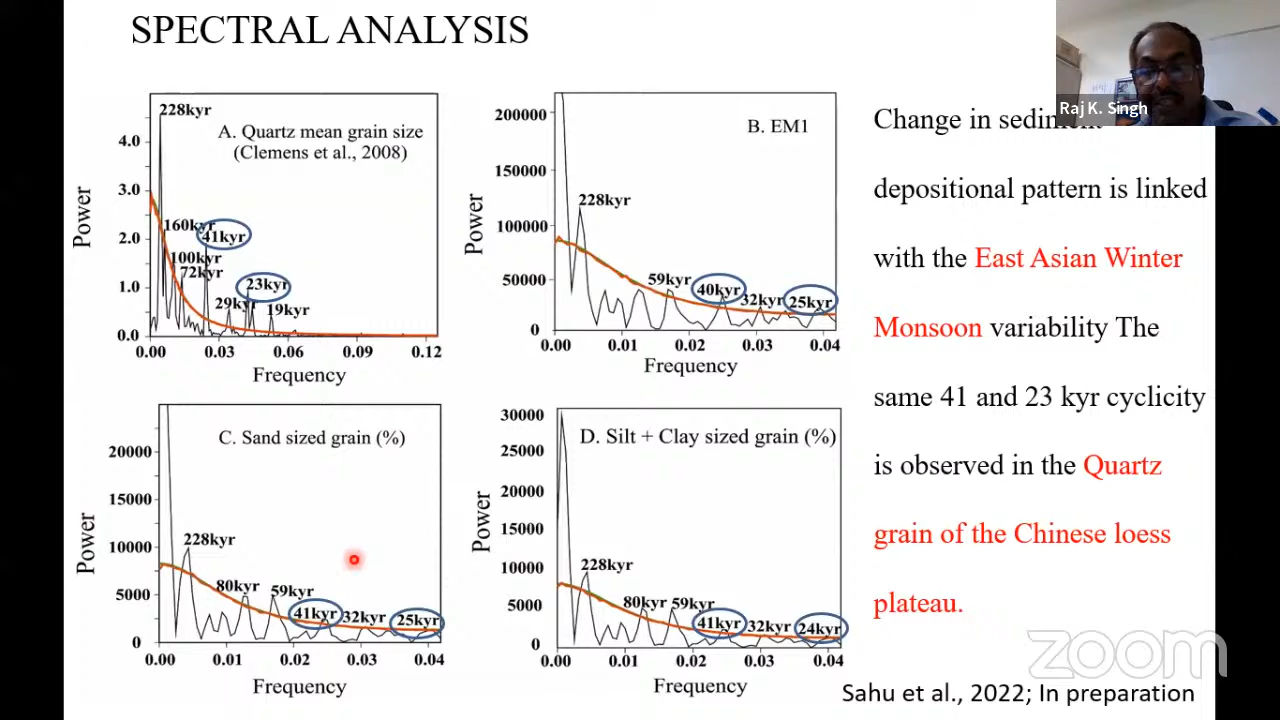 SPECTRAL ANALYSIS
Raj K. Singh
228kyr
A. Quartz mean grain size
(Clemens et al., 2008)
160kyr
41kyr
100kyr
72kyr
23kyr
29kyr
19kyr
4.0
3.0
2.0
1.0
0.0
Power
0.00 0.03 0.06 0.09 0.12
Frequency
B. EM1
228kyr
59kyr
40kyr
32kyr
25kyr
200000
150000
100000
50000
0
Power
0.00 0.01 0.02 0.03 0.04
Frequency
C. Sand sized grain (%)
228kyr
80kyr
59kyr
41kyr
32kyr
25kyr
20000
15000
10000
5000
0
Power
0.00 0.01 0.02 0.03 0.04
Frequency
D. Silt + Clay sized grain (%)
228kyr
80kyr
59kyr
41kyr
32kyr
24kyr
30000
25000
20000
15000
10000
5000
0
Power
0.00 0.01 0.02 0.03 0.04
Frequency
Change in sediment
depositional pattern is linked
with the East Asian Winter
Monsoon variability The
same 41 and 23 kyr cyclicity
is observed in the Quartz
grain of the Chinese loess
plateau.
zoom
Sahu et al., 2022; In preparation